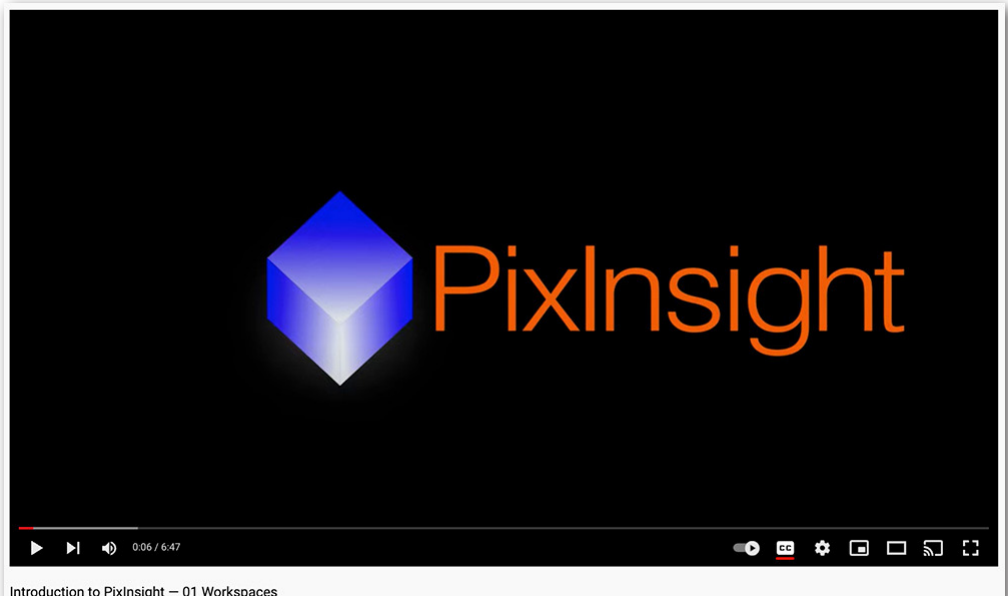 PixInsight
0:06 / 6:47
CC
Introduction to PixInsight — 01 Workspaces